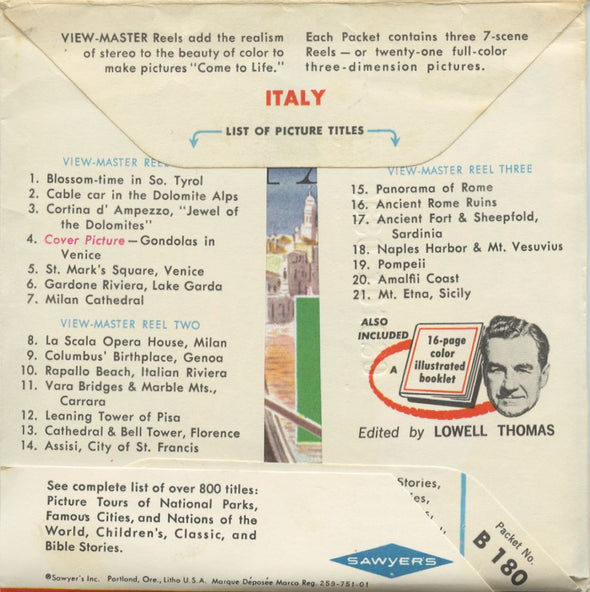 VIEW-MASTER Reels add the realism
of stereo to the beauty of color to
make pictures "Come to Life."
Each Packet contains three 7-scene
Reels — or twenty-one full-color
three-dimension pictures.
ITALY
LIST OF PICTURE TITLES
VIEW-MASTER
1. Blossom-time in So. Tyrol
2. Cable car in the Dolomite Alps
3. Cortina d' Ampezzo, "Jewel of
the Dolomites"
4. Cover Picture — Gondolas in
Venice
5. St. Mark's Square, Venice
6. Gardone Riviera, Lake Garda
7. Milan Cathedral
VIEW-MASTER REEL TWO
8. La Scala Opera House, Milan
9. Columbus' Birthplace, Genoa
10. Rapallo Beach, Italian Riviera
11. Vara Bridges & Marble Mts.,
Carrara
12. Leaning Tower of Pisa
13. Cathedral & Bell Tower, Florence
14. Assisi, City of St. Francis
VIEW-MASTER REEL THREE
15. Panorama of Rome
16. Ancient Rome Ruins
17. Ancient Fort & Sheepfold,
Sardinia
18. Naples Harbor & Mt. Vesuvius
19. Pompeii
20. Amalfii Coast
21. Mt. Etna, Sicily
ALSO
INCLUDED
A
16-page
color
illustrated
booklet
Edited by LOWELL THOMAS
See complete list of over 800 titles:
Picture Tours of National Parks,
Famous Cities, and Nations of the
World, Children's, Classic, and
Bible Stories.
Stories,
SAWYER'S
Packet No.
B 180
®Sawyer's Inc. Portland, Ore., Litho U.S.A. Marque Déposée Marca Reg. 259-751-01